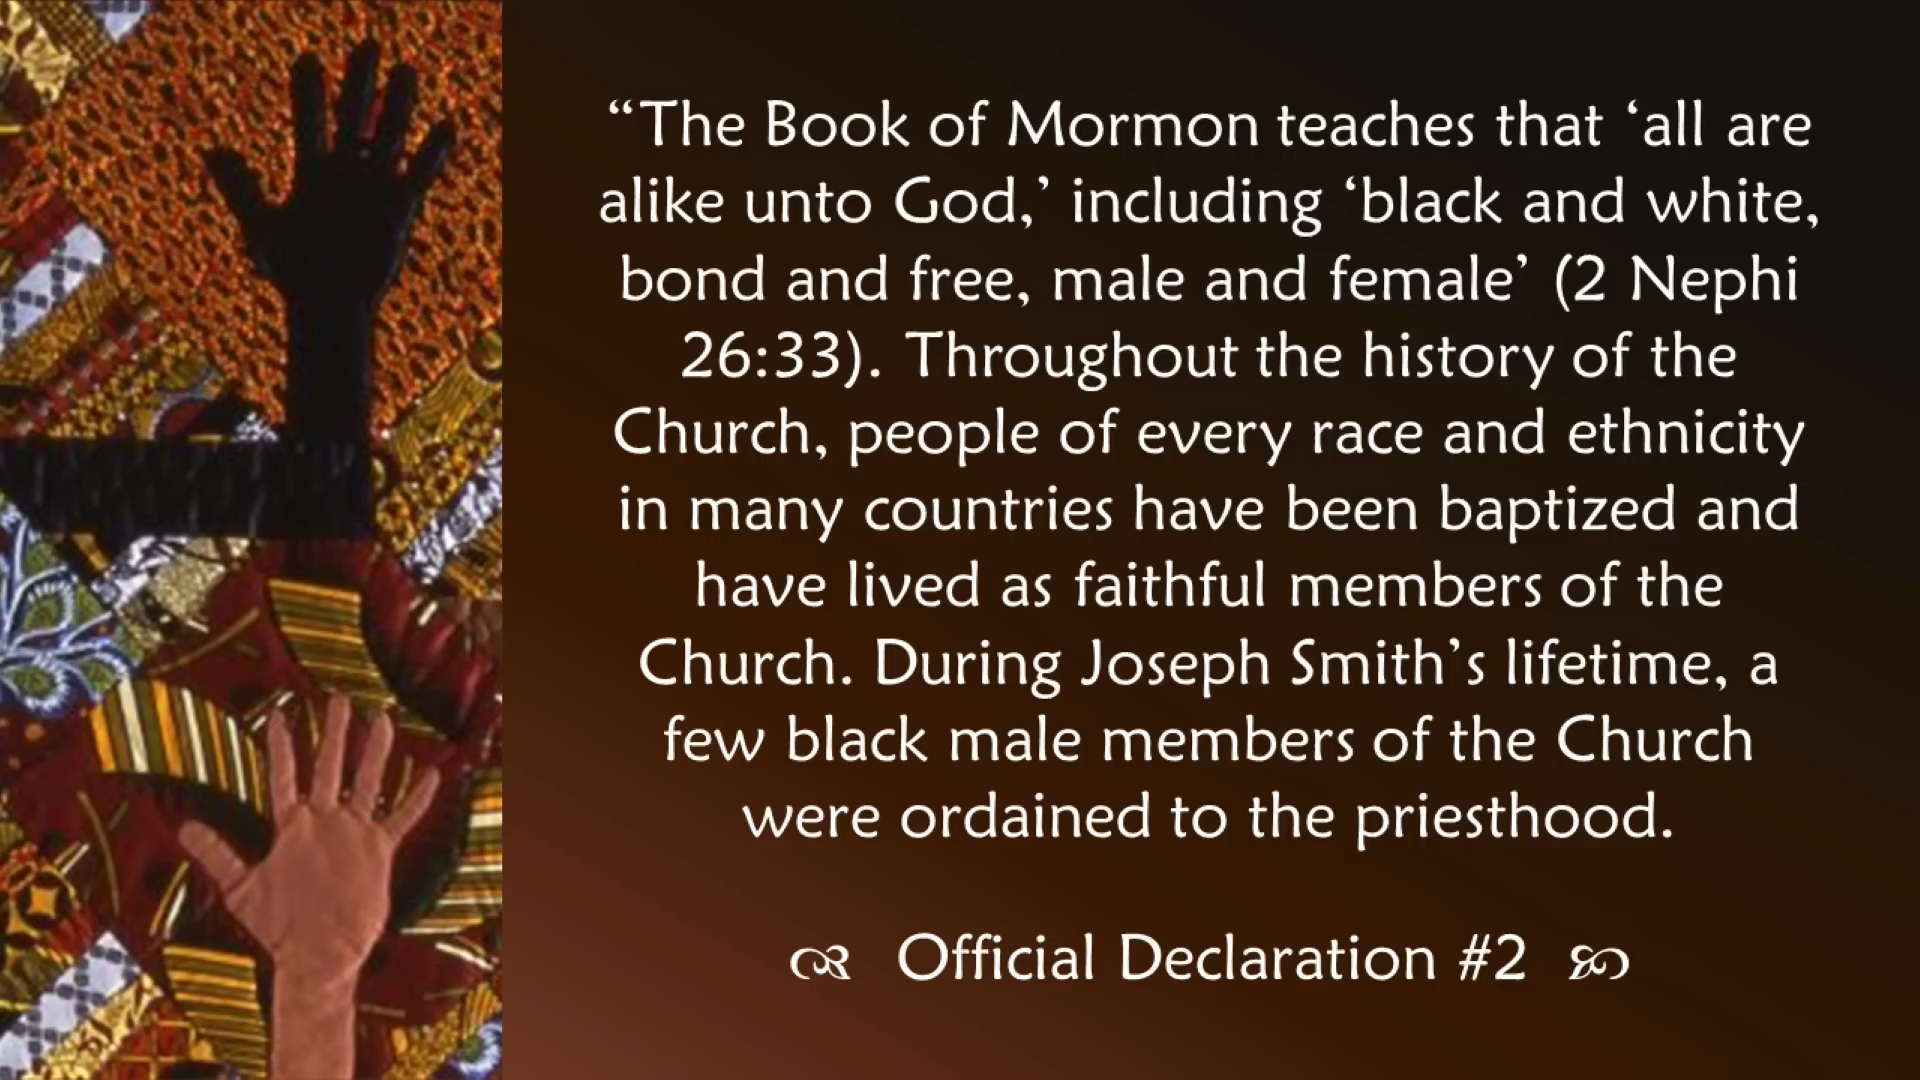 “The Book of Mormon teaches that ‘all are
alike unto God,’ including ‘black and white,
bond and free, male and female’ (2 Nephi
26:33). Throughout the history of the
Church, people of every race and ethnicity
in many countries have been baptized and
have lived as faithful members of the
Church. During Joseph Smith’s lifetime, a
few black male members of the Church
were ordained to the priesthood.
Official Declaration #2